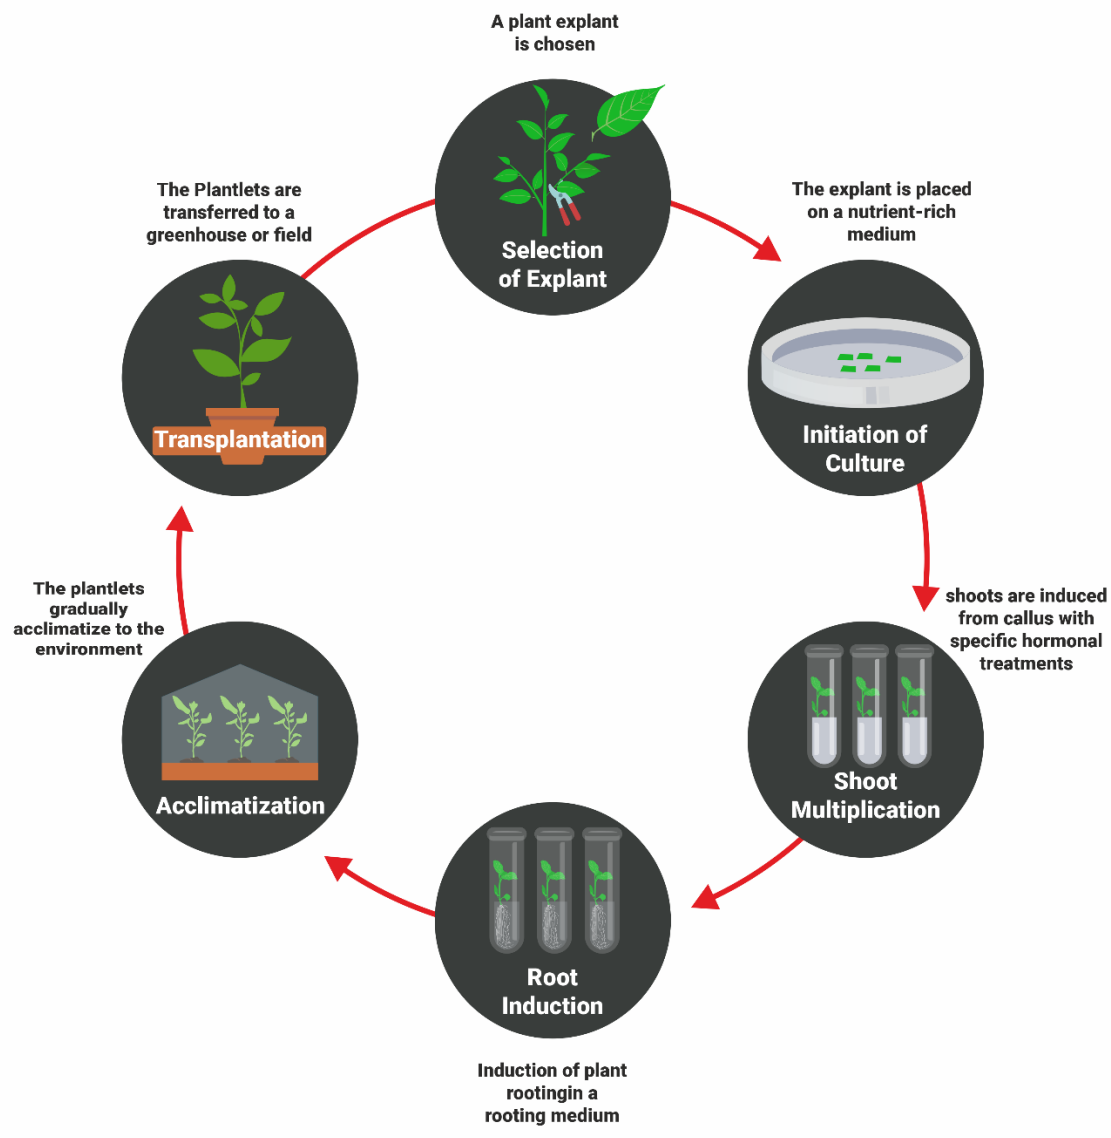 A plant explant
is chosen
Selection
of Explant
The explant is placed
on a nutrient-rich
medium
Initiation of
Culture
shoots are induced
from callus with
specific hormonal
treatments
Shoot
Multiplication
Root
Induction
Induction of plant
rootingin a
rooting medium
The plantlets
gradually
acclimatize to the
environment
Acclimatization
The Plantlets are
transferred to a
greenhouse or field
Transplantation